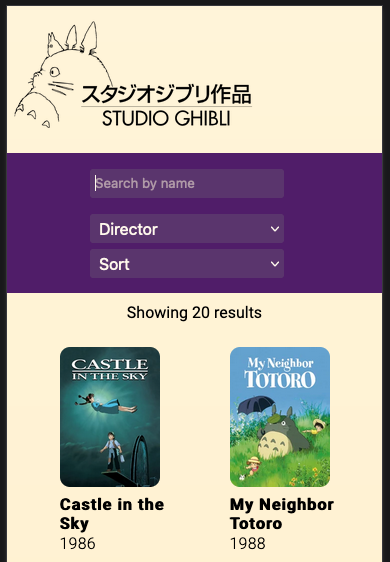 スタジオジブリ作品
STUDIO GHIBLI
Search by name
Director
Sort
Showing 20 results
CASTLE
IN THE SKY
My Neighbor
TOTORO
Castle in the
Sky
1986
My Neighbor
Totoro
1988